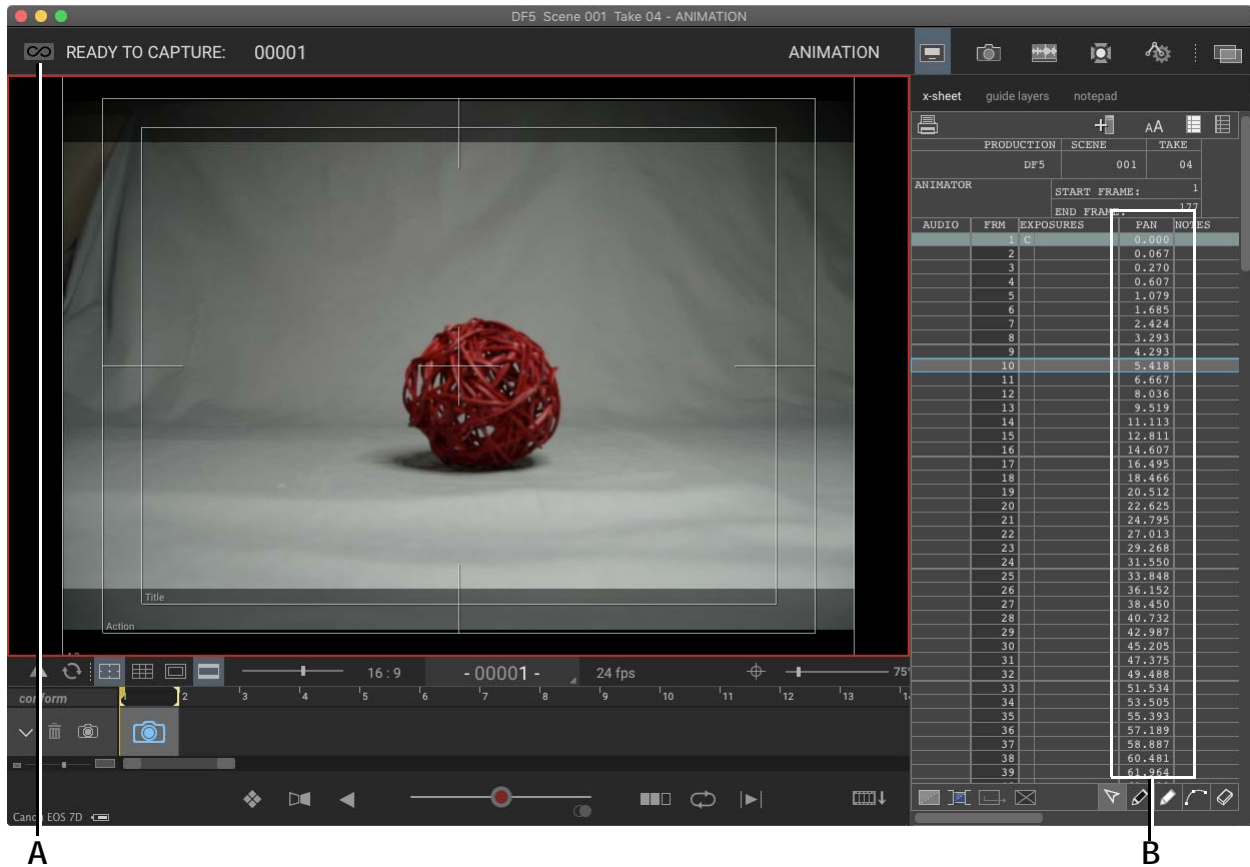 DF5 Scene 001 Take 04 - ANIMATION
READY TO CAPTURE: 00001 ANIMATION
x-sheet guide layers notepad
AA
PRODUCTION SCENE TAKE
DF5 001 04
ANIMATOR START FRAME: 1
END FRAME: 177
AUDIO FRM EXPOSURES PAN NOTES
1 C 0.000
2 0.067
3 0.270
4 0.607
5 1.079
6 1.685
7 2.424
8 3.293
9 4.293
10 5.418
11 6.667
12 8.036
13 9.519
14 11.113
15 12.811
16 14.607
17 16.495
18 18.466
19 20.512
20 22.625
21 24.795
22 27.013
23 29.268
24 31.550
25 33.848
26 36.152
27 38.450
28 40.732
29 42.987
30 45.205
31 47.375
32 49.488
33 51.534
34 53.505
35 55.393
36 57.189
37 58.887
38 60.481
39 61.964
Title
Action
16:9 - 00001 - 24 fps 75
conform 2 3 4 5 6 7 8 9 10 11 12 13
Canon EOS 7D
A B